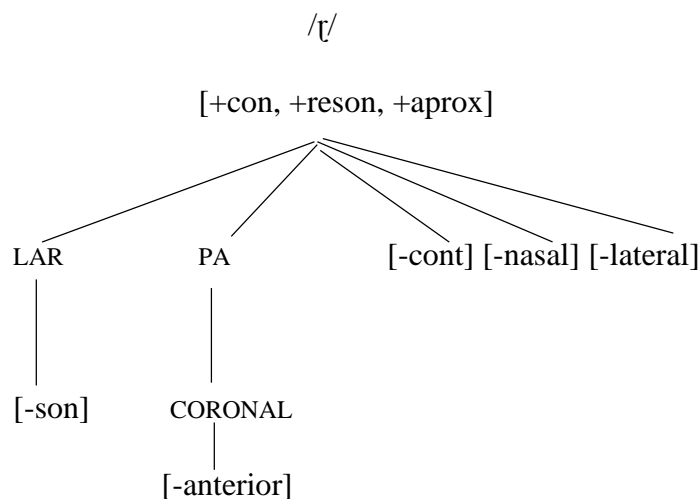 /ɽ/
[+con, +reson, +aprox]
LAR PA [-cont] [-nasal] [-lateral]
[-son] CORONAL
[-anterior]